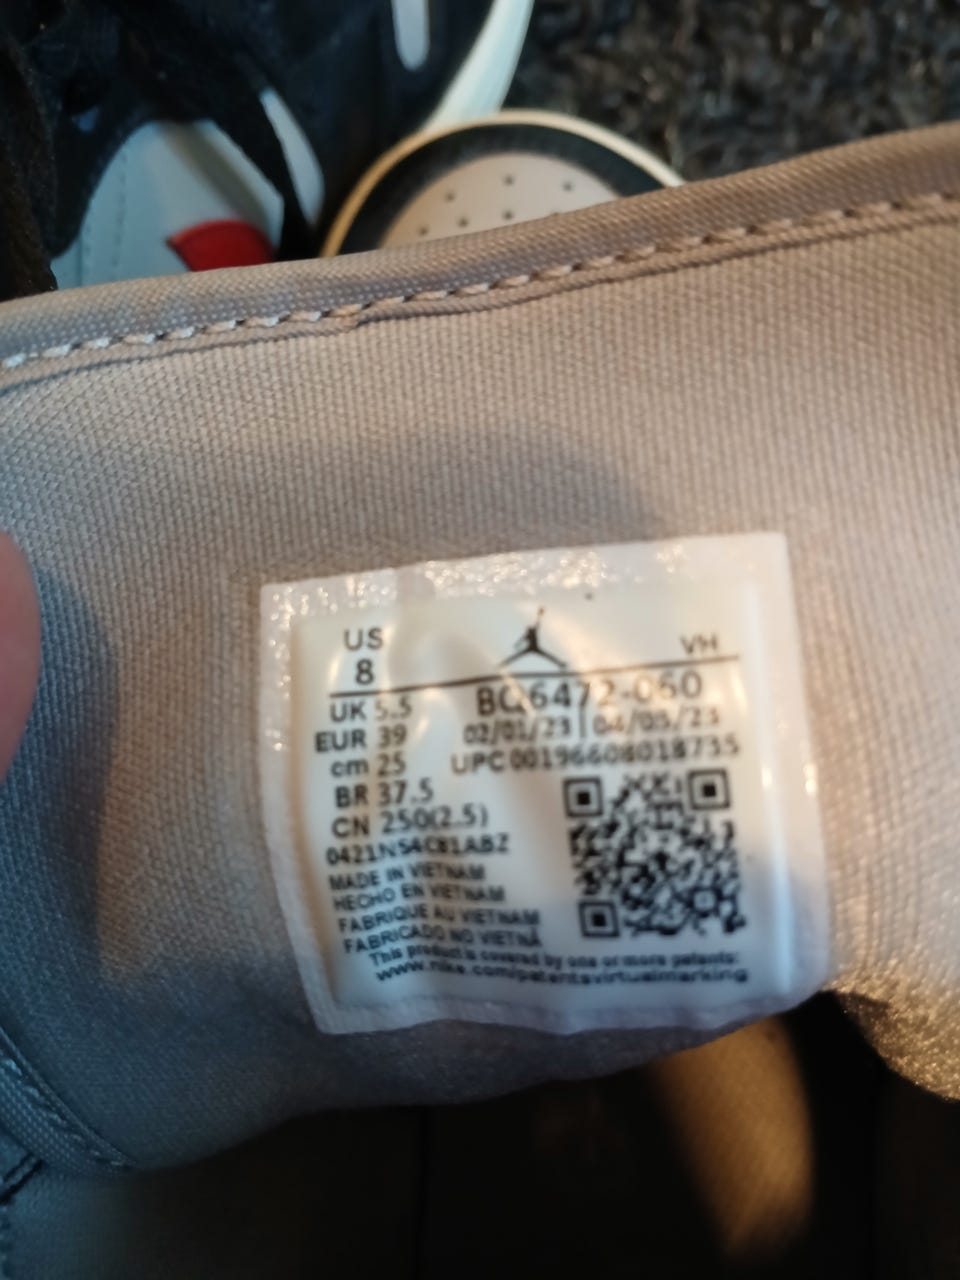 US
8
VH
UK 5.5
BQ6472-060
EUR 39
02/01/23 | 04/05/23
cm 25
UPC 00196608018735
BR 37.5
CN 250(2.5)
0421NS4C81ABZ
MADE IN VIETNAM
HECHO EN VIETNAM
FABRIQUE AU VIETNAM
FABRICADO NO VIETNÃ
This product is covered by one or more patents:
www.nike.com/patentsvirtualmarking